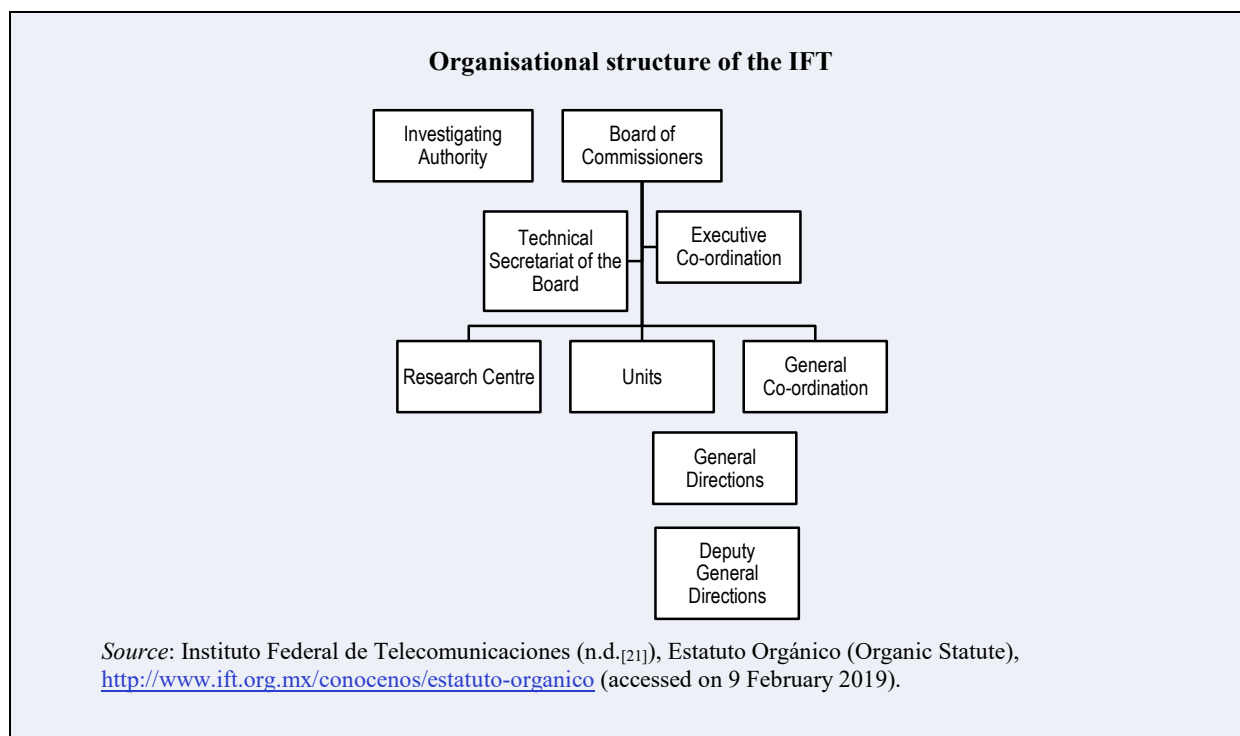 Organisational structure of the IFT
Investigating
Authority
Board of
Commissioners
Technical
Secretariat of the
Board
Executive
Co-ordination
Research Centre
Units
General
Co-ordination
General
Directions
Deputy
General
Directions
Source: Instituto Federal de Telecomunicaciones (n.d.[21]), Estatuto Orgánico (Organic Statute),
http://www.ift.org.mx/conocenos/estatuto-organico (accessed on 9 February 2019).